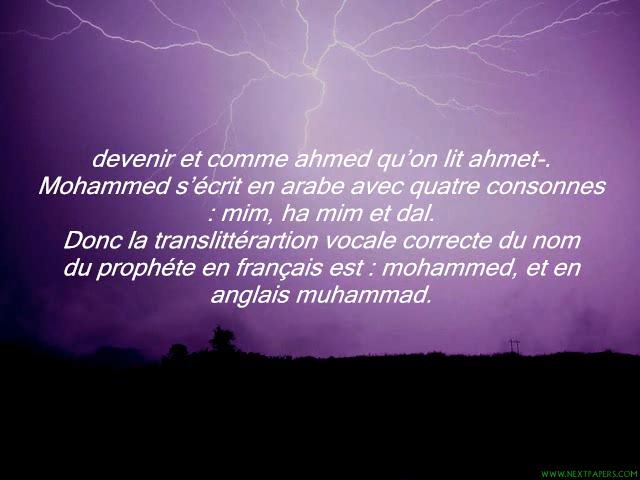 devenir et comme ahmed qu’on lit ahmet-.
Mohammed s’écrit en arabe avec quatre consonnes
: mim, ha mim et dal.
Donc la translittérartion vocale correcte du nom
du prophéte en français est : mohammed, et en
anglais muhammad.
WWW.NEXTPAPERS.COM